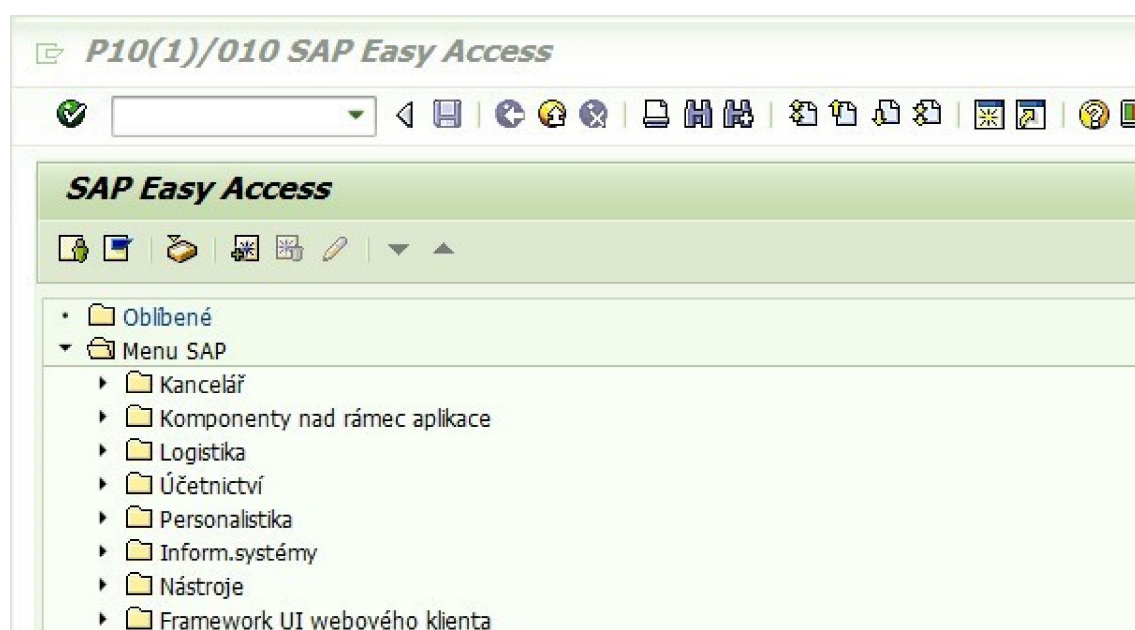 P10(1)/010 SAP Easy Access
SAP Easy Access
Oblíbené
Menu SAP
Kancelář
Komponenty nad rámec aplikace
Logistika
Účetnictví
Personalistika
Inform.systémy
Nástroje
Framework UI webového klienta